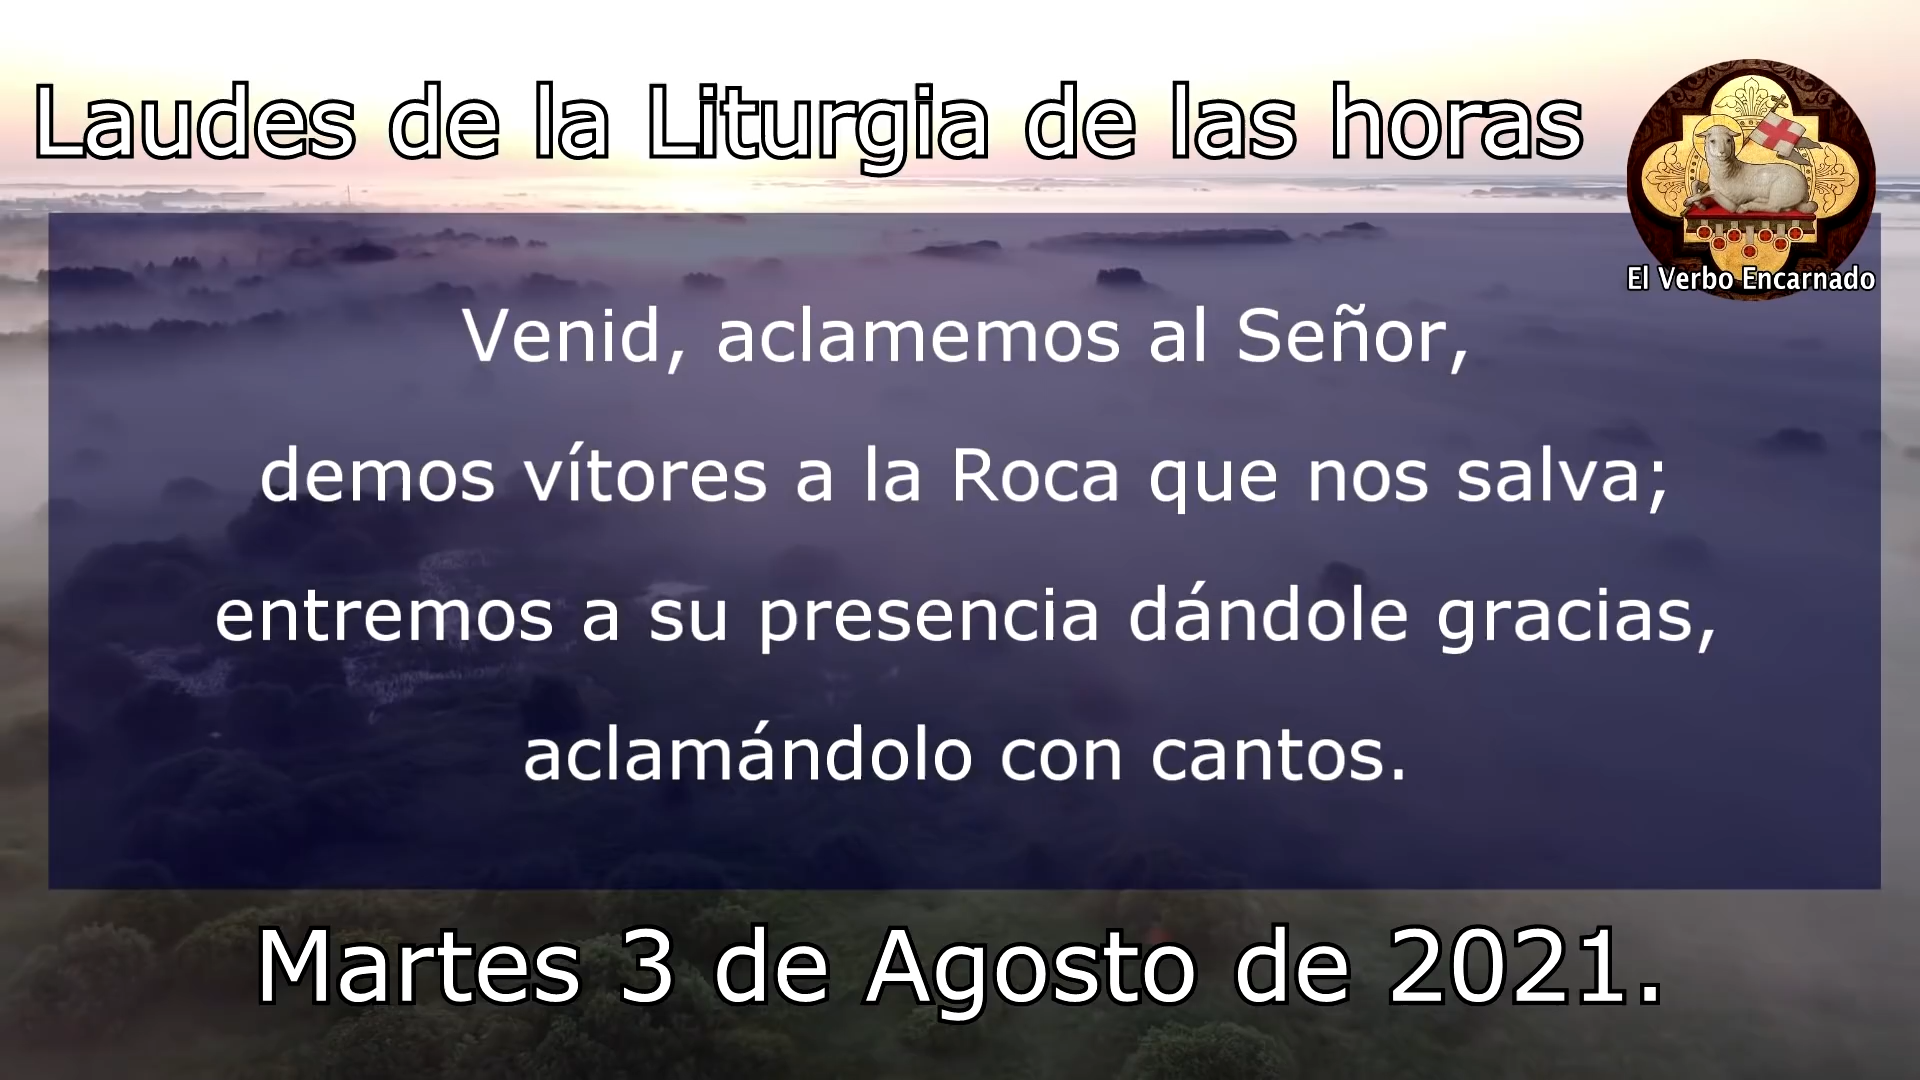 Laudes de la Liturgia de las horas
El Verbo Encarnado
Venid, aclamemos al Señor,
demos vítores a la Roca que nos salva;
entremos a su presencia dándole gracias,
aclamándolo con cantos.
Martes 3 de Agosto de 2021.